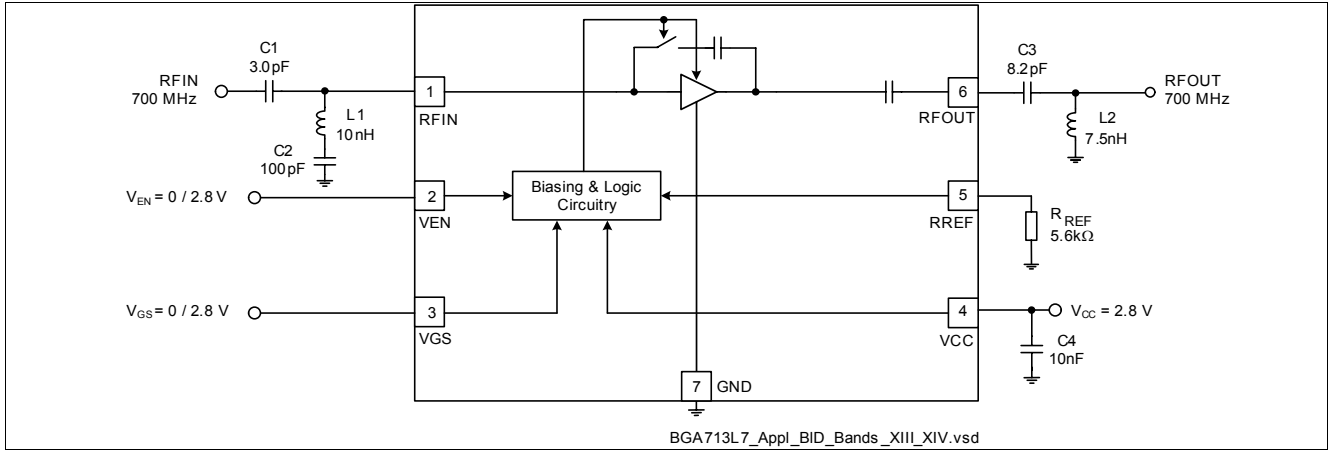 C1
3.0pF
RFIN
700 MHz
L1
10nH
C2
100pF
1
RFIN
6
RFOUT
C3
8.2pF
RFOUT
700 MHz
L2
7.5nH
V_EN = 0 / 2.8 V
2
VEN
Biasing & Logic
Circuitry
5
RREF
R_REF
5.6kΩ
V_GS = 0 / 2.8 V
3
VGS
4
VCC
V_CC = 2.8 V
C4
10nF
7
GND
BGA713L7_Appl_BID_Bands_XIII_XIV.vsd